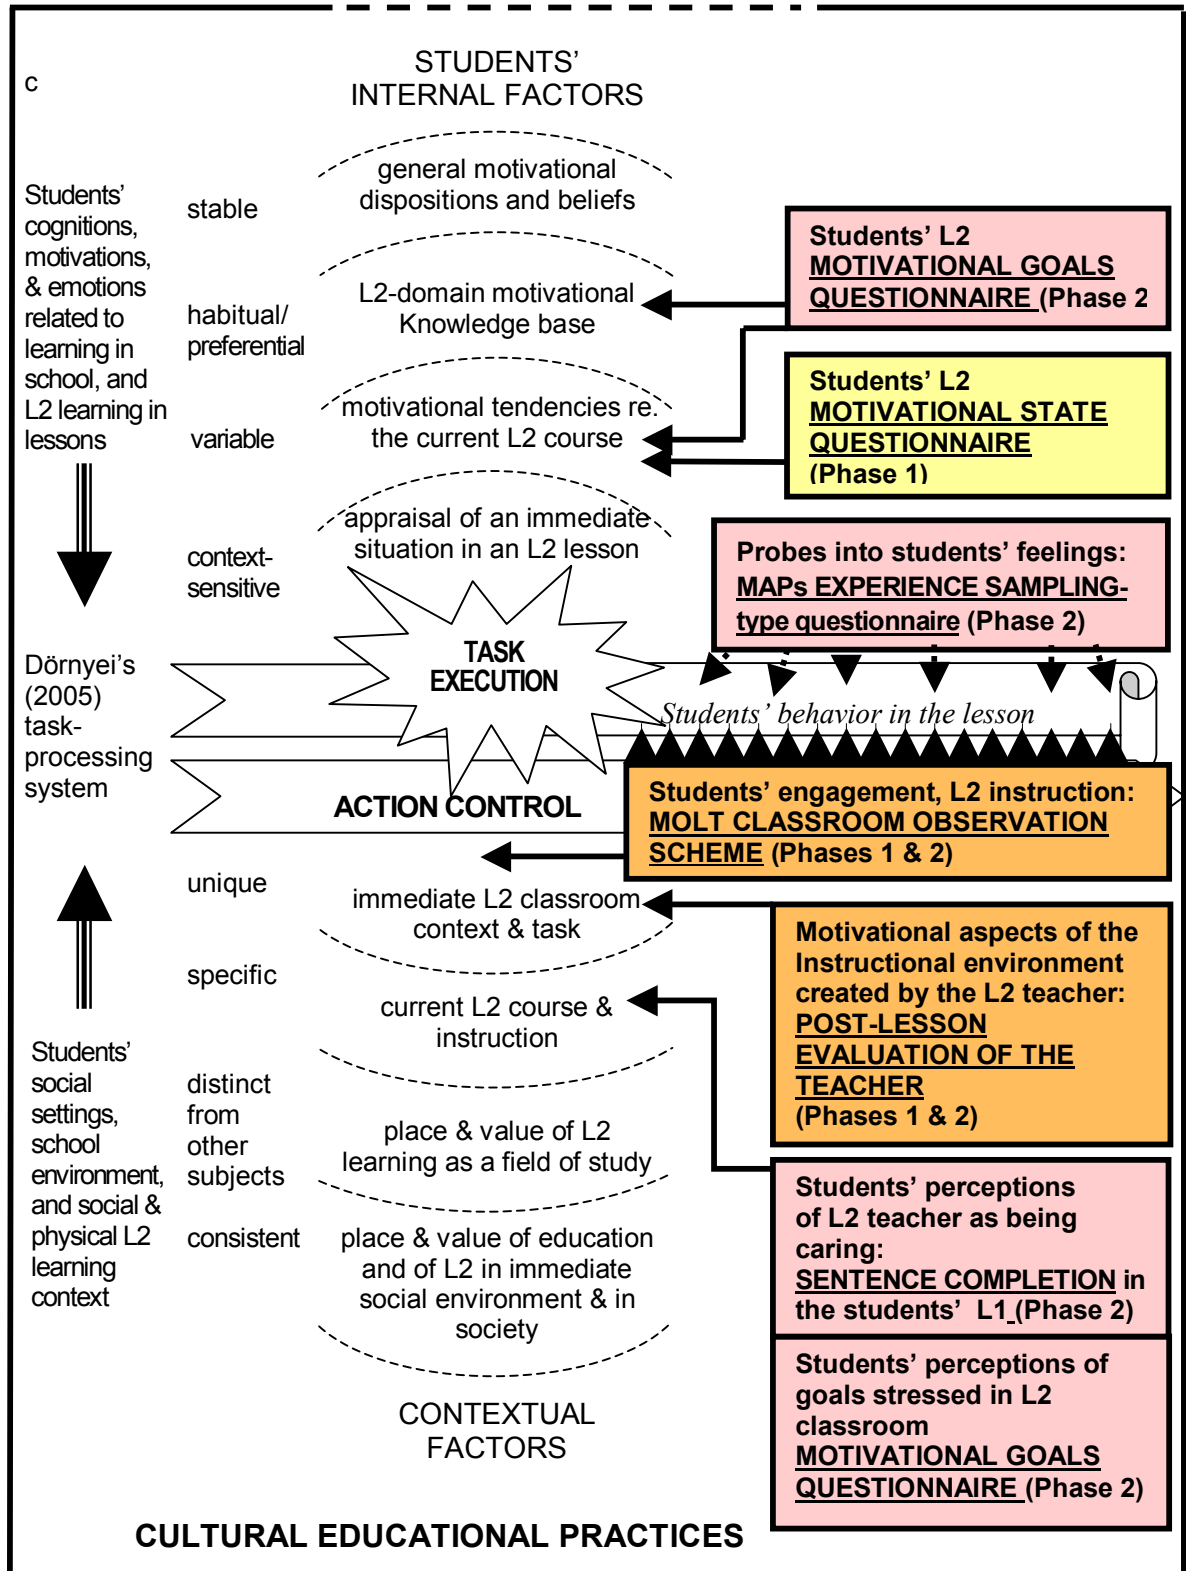 c
STUDENTS’
INTERNAL FACTORS
Students’
cognitions,
motivations,
& emotions
related to
learning in
school, and
L2 learning in
lessons
stable
habitual/
preferential
variable
context-
sensitive
general motivational
dispositions and beliefs
L2-domain motivational
Knowledge base
motivational tendencies re.
the current L2 course
appraisal of an immediate
situation in an L2 lesson
Students’ L2
MOTIVATIONAL GOALS
QUESTIONNAIRE (Phase 2
Students’ L2
MOTIVATIONAL STATE
QUESTIONNAIRE
(Phase 1)
Probes into students’ feelings:
MAPs EXPERIENCE SAMPLING-
type questionnaire (Phase 2)
Dörnyei’s
(2005)
task-
processing
system
TASK
EXECUTION
Students’ behavior in the lesson
ACTION CONTROL
Students’ engagement, L2 instruction:
MOLT CLASSROOM OBSERVATION
SCHEME (Phases 1 & 2)
Students’
social
settings,
school
environment,
and social &
physical L2
learning
context
unique
specific
distinct
from
other
subjects
consistent
immediate L2 classroom
context & task
current L2 course &
instruction
place & value of L2
learning as a field of study
place & value of education
and of L2 in immediate
social environment & in
society
Motivational aspects of the
Instructional environment
created by the L2 teacher:
POST-LESSON
EVALUATION OF THE
TEACHER
(Phases 1 & 2)
Students’ perceptions
of L2 teacher as being
caring:
SENTENCE COMPLETION in
the students’ L1 (Phase 2)
Students’ perceptions of
goals stressed in L2
classroom
MOTIVATIONAL GOALS
QUESTIONNAIRE (Phase 2)
CONTEXTUAL
FACTORS
CULTURAL EDUCATIONAL PRACTICES